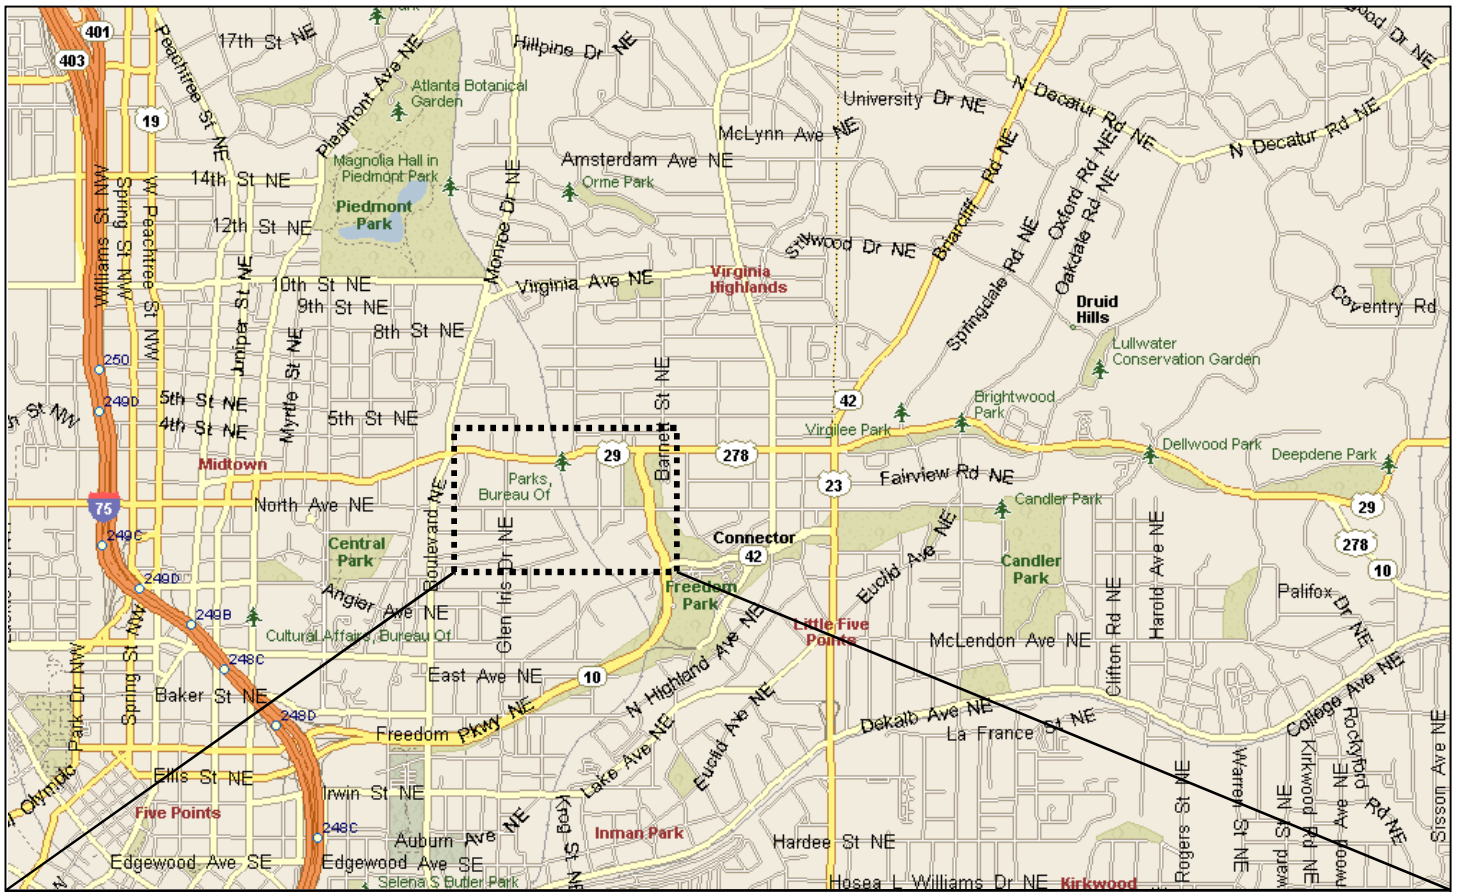 401
403
Peachtree St NE
17th St NE
Park
Piedmont Ave NE
Hillpine Dr NE
Atlanta Botanical
Garden
19
University Dr NE
N Decatur Rd NE
N Decatur Rd NE
McLynn Ave NE
Amsterdam Ave NE
Magnolia Hall in
Piedmont Park
14th St NE
Orme Park
Piedmont
Park
12th St NE
Monroe Dr NE
Briarcliff Rd NE
Oxford Rd NE
Oakdale Rd NE
Springdale Rd NE
Williams St NW
Spring St NW
W Peachtree St NW
Juniper St NE
Myrtle St NE
10th St NE
9th St NE
8th St NE
Virginia Ave NE
Virginia
Highlands
Druid
Hills
Coventry Rd
Lullwater
Conservation Garden
250
249D
5th St NE
4th St NE
5th St NE
Barnett St NE
42
Brightwood
Park
Virgilee Park
Dellwood Park
Deepdene Park
Midtown
29
278
Parks,
Bureau Of
Fairview Rd NE
23
North Ave NE
75
Boulevard NE
Candler Park
29
249C
Central
Park
Glen Iris Dr NE
Connector
42
Candler
Park
Euclid Ave NE
Harold Ave NE
278
10
249D
249B
Angier Ave NE
Freedom
Park
Clifton Rd NE
Palifox Dr NE
Cultural Affairs, Bureau Of
Little Five
Points
McLendon Ave NE
Park Dr NW
Spring St NW
248C
East Ave NE
10
N Highland Ave NE
Baker St NE
248D
Freedom Pkwy NE
Lake Ave NE
Euclid Ave NE
Dekalb Ave NE
La France St NE
College Ave NE
Rockyford Rd NE
Sisson Ave NE
Olympic
Ellis St NE
Irwin St NE
Five Points
248C
Auburn Ave NE
Krog St NE
Inman Park
Hardee St NE
Rogers St NE
Warren St NE
Kirkwood Rd NE
Edgewood Ave SE
Edgewood Ave SE
Selena S Butler Park
Hosea L Williams Dr NE
Kirkwood